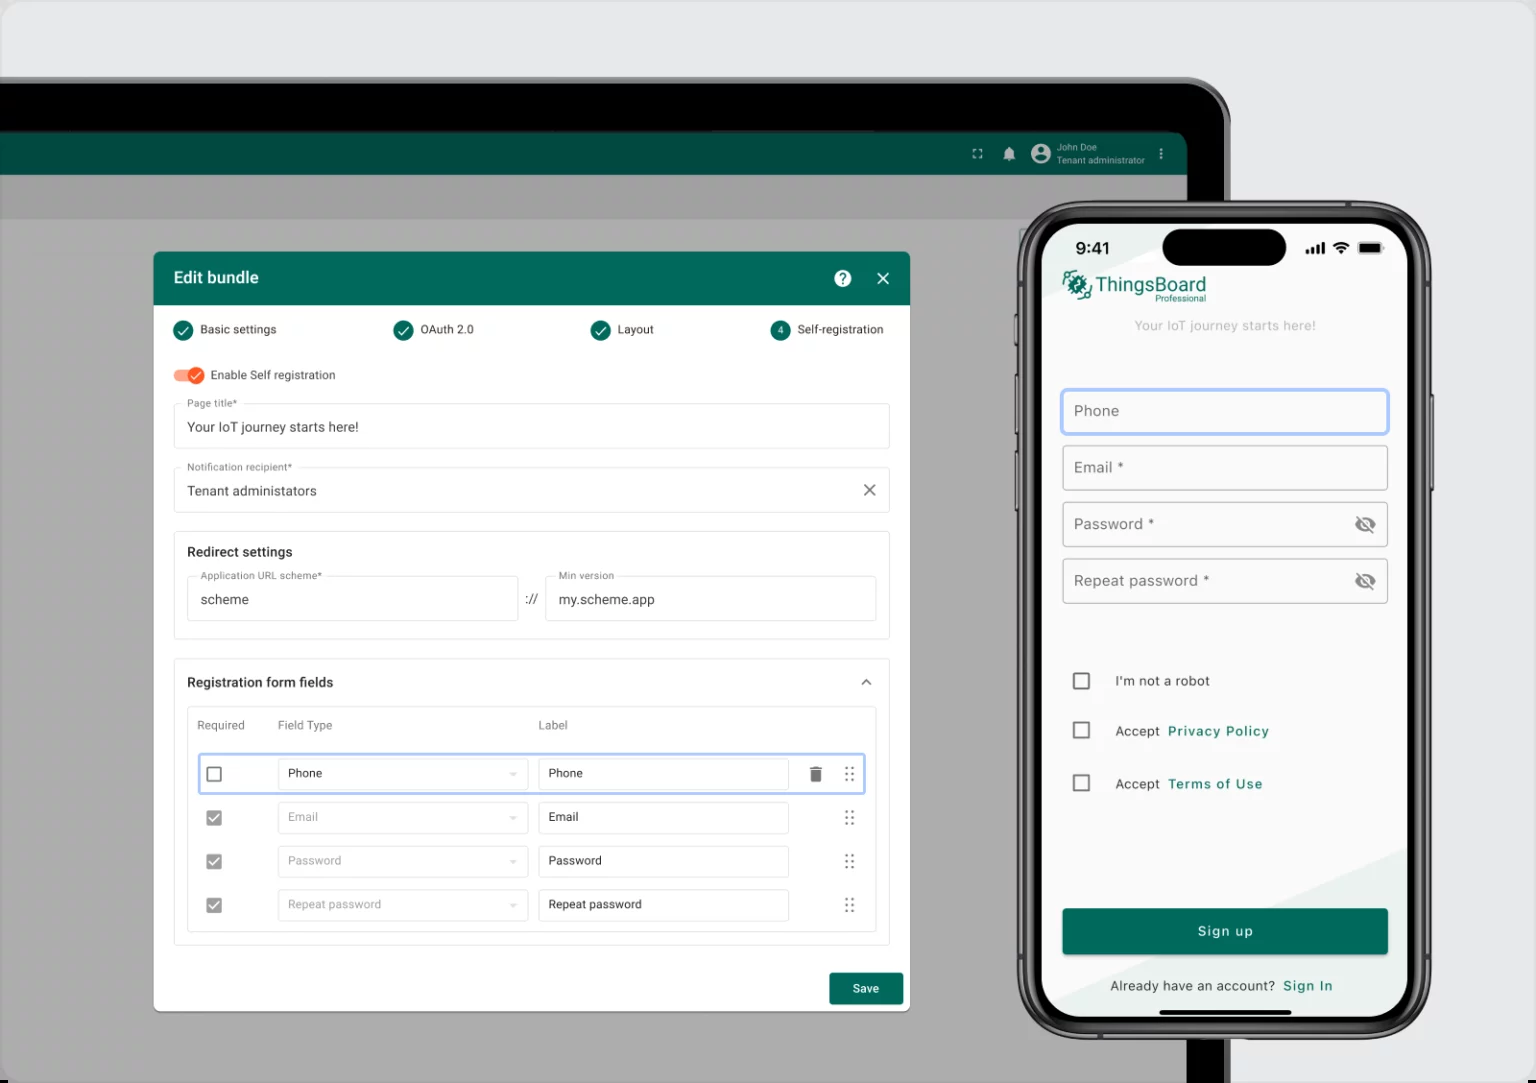 John Doe
Tenant administrator
Edit bundle
Basic settings
OAuth 2.0
Layout
4
Self-registration
Enable Self registration
Page title*
Your IoT journey starts here!
Notification recipient*
Tenant administators
Redirect settings
Application URL scheme*
scheme
://
Min version
my.scheme.app
Registration form fields
Required Field Type Label
Phone Phone
Email Email
Password Password
Repeat password Repeat password
Save
9:41
ThingsBoard
Professional
Your IoT journey starts here!
Phone
Email *
Password *
Repeat password *
I'm not a robot
Accept Privacy Policy
Accept Terms of Use
Sign up
Already have an account? Sign In